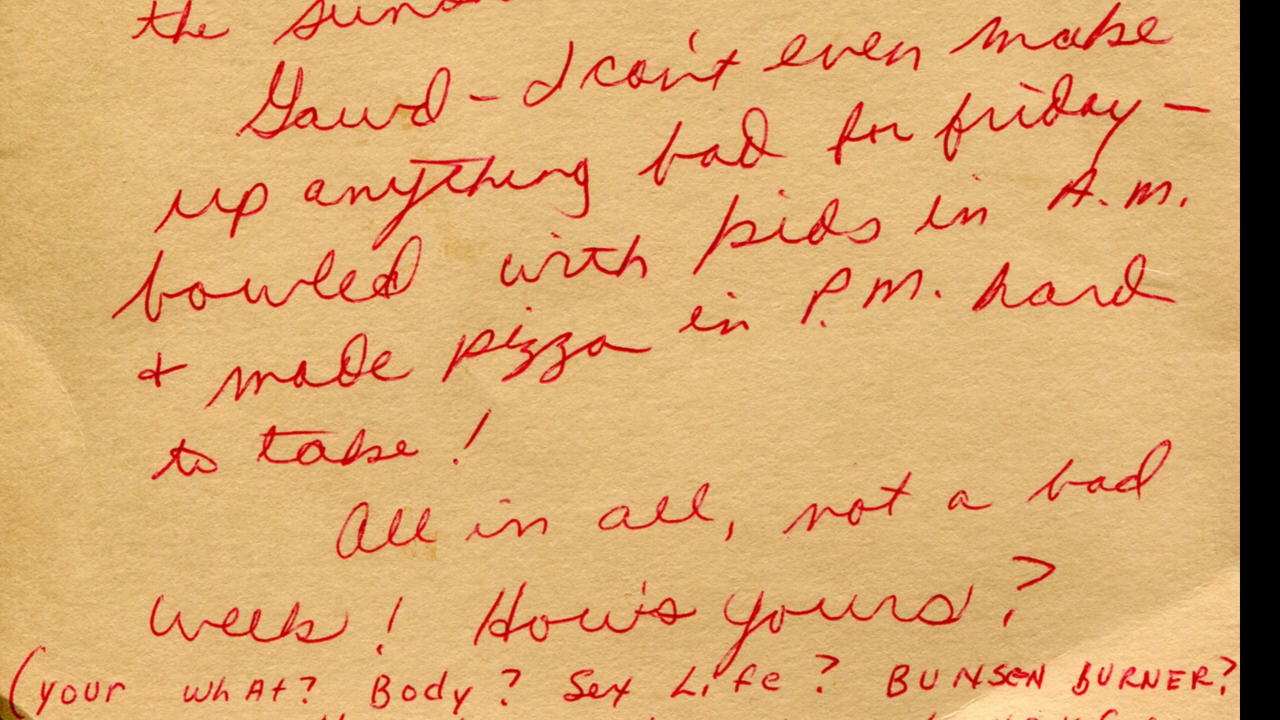 the
Gawd - I can't even make
up anything bad for friday -
bowled with kids in A.M.
+ made pizza in P.M. hard
to take!
All in all, not a bad
week! How's yours?
(your whAt? Body? Sex Life? BUNSEN BURNER?